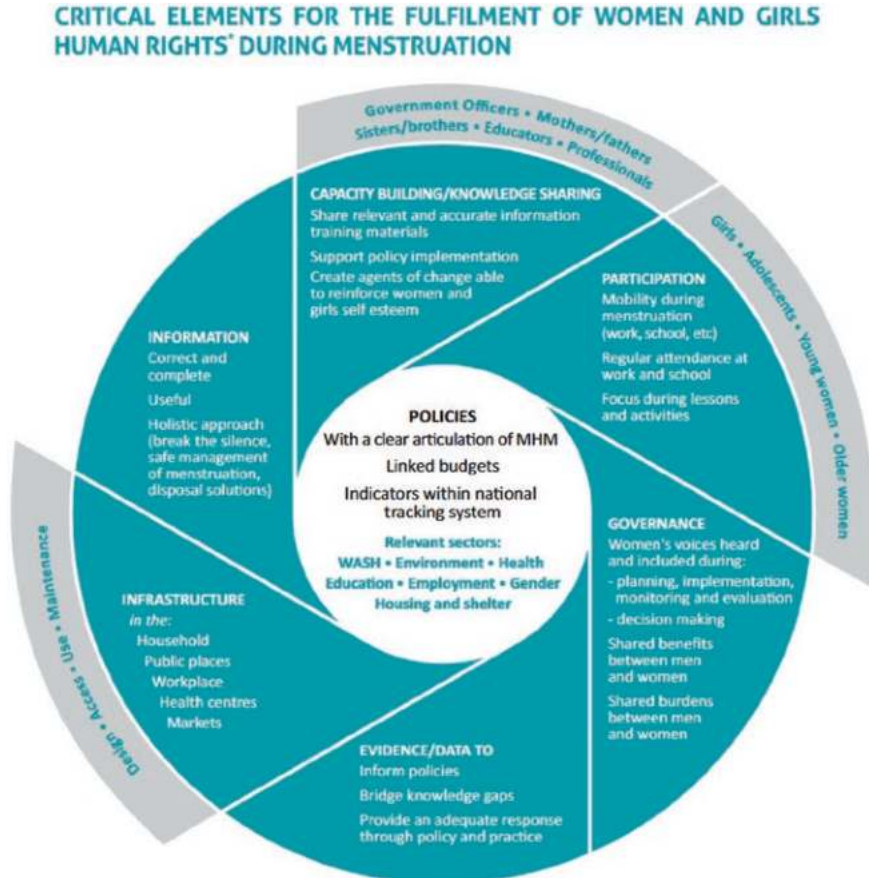 CRITICAL ELEMENTS FOR THE FULFILMENT OF WOMEN AND GIRLS
HUMAN RIGHTS* DURING MENSTRUATION
Government Officers • Mothers/fathers
Sisters/brothers • Educators • Professionals
CAPACITY BUILDING/KNOWLEDGE SHARING
Share relevant and accurate information
training materials
Support policy implementation
Create agents of change able
to reinforce women and
girls self esteem
Girls • Adolescents • Young women • Older women
PARTICIPATION
Mobility during
menstruation
(work, school, etc)
Regular attendance at
work and school
Focus during lessons
and activities
INFORMATION
Correct and
complete
Useful
Holistic approach
(break the silence,
safe management
of menstruation,
disposal solutions)
POLICIES
With a clear articulation of MHM
Linked budgets
Indicators within national
tracking system
Relevant sectors:
WASH • Environment • Health
Education • Employment • Gender
Housing and shelter
GOVERNANCE
Women's voices heard
and included during:
- planning, implementation,
monitoring and evaluation
- decision making
Shared benefits
between men
and women
Shared burdens
between men
and women
Design • Access • Use • Maintenance
INFRASTRUCTURE
in the:
Household
Public places
Workplace
Health centres
Markets
EVIDENCE/DATA TO
Inform policies
Bridge knowledge gaps
Provide an adequate response
through policy and practice